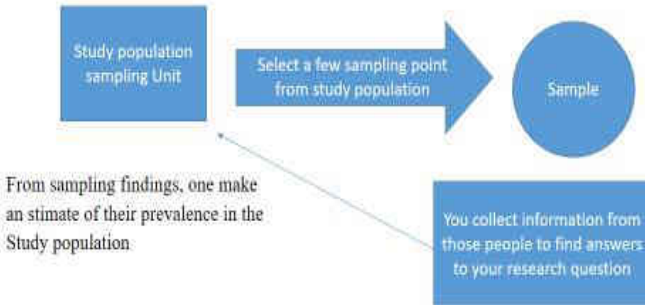 Study population
sampling Unit
Select a few sampling point
from study population
Sample
From sampling findings, one make
an stimate of their prevalence in the
Study population
You collect information from
those people to find answers
to your research question